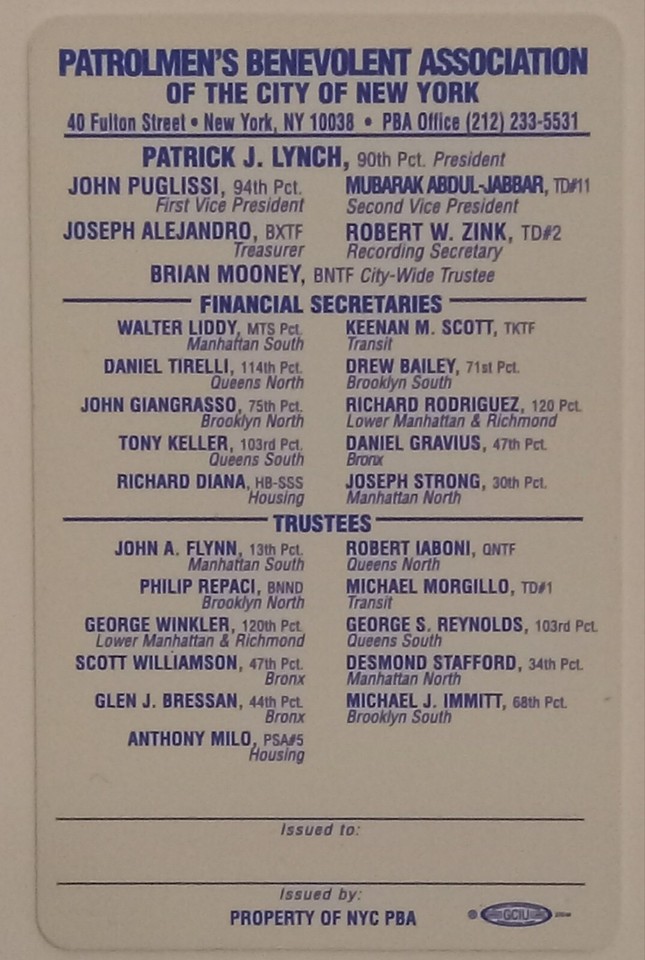 PATROLMEN'S BENEVOLENT ASSOCIATION
OF THE CITY OF NEW YORK
40 Fulton Street • New York, NY 10038 • PBA Office (212) 233-5531
PATRICK J. LYNCH, 90th Pct. President
JOHN PUGLISSI, 94th Pct.
First Vice President
MUBARAK ABDUL-JABBAR, TD#11
Second Vice President
JOSEPH ALEJANDRO, BXTF
Treasurer
ROBERT W. ZINK, TD#2
Recording Secretary
BRIAN MOONEY, BNTF City-Wide Trustee
FINANCIAL SECRETARIES
WALTER LIDDY, MTS Pct.
Manhattan South
KEENAN M. SCOTT, TKTF
Transit
DANIEL TIRELLI, 114th Pct.
Queens North
DREW BAILEY, 71st Pct.
Brooklyn South
JOHN GIANGRASSO, 75th Pct.
Brooklyn North
RICHARD RODRIGUEZ, 120 Pct.
Lower Manhattan & Richmond
TONY KELLER, 103rd Pct.
Queens South
DANIEL GRAVIUS, 47th Pct.
Bronx
RICHARD DIANA, HB-SSS
Housing
JOSEPH STRONG, 30th Pct.
Manhattan North
TRUSTEES
JOHN A. FLYNN, 13th Pct.
Manhattan South
ROBERT IABONI, QNTF
Queens North
PHILIP REPACI, BNND
Brooklyn North
MICHAEL MORGILLO, TD#1
Transit
GEORGE WINKLER, 120th Pct.
Lower Manhattan & Richmond
GEORGE S. REYNOLDS, 103rd Pct.
Queens South
SCOTT WILLIAMSON, 47th Pct.
Bronx
DESMOND STAFFORD, 34th Pct.
Manhattan North
GLEN J. BRESSAN, 44th Pct.
Bronx
MICHAEL J. IMMITT, 68th Pct.
Brooklyn South
ANTHONY MILO, PSA#5
Housing
Issued to:
Issued by:
PROPERTY OF NYC PBA
GCIU